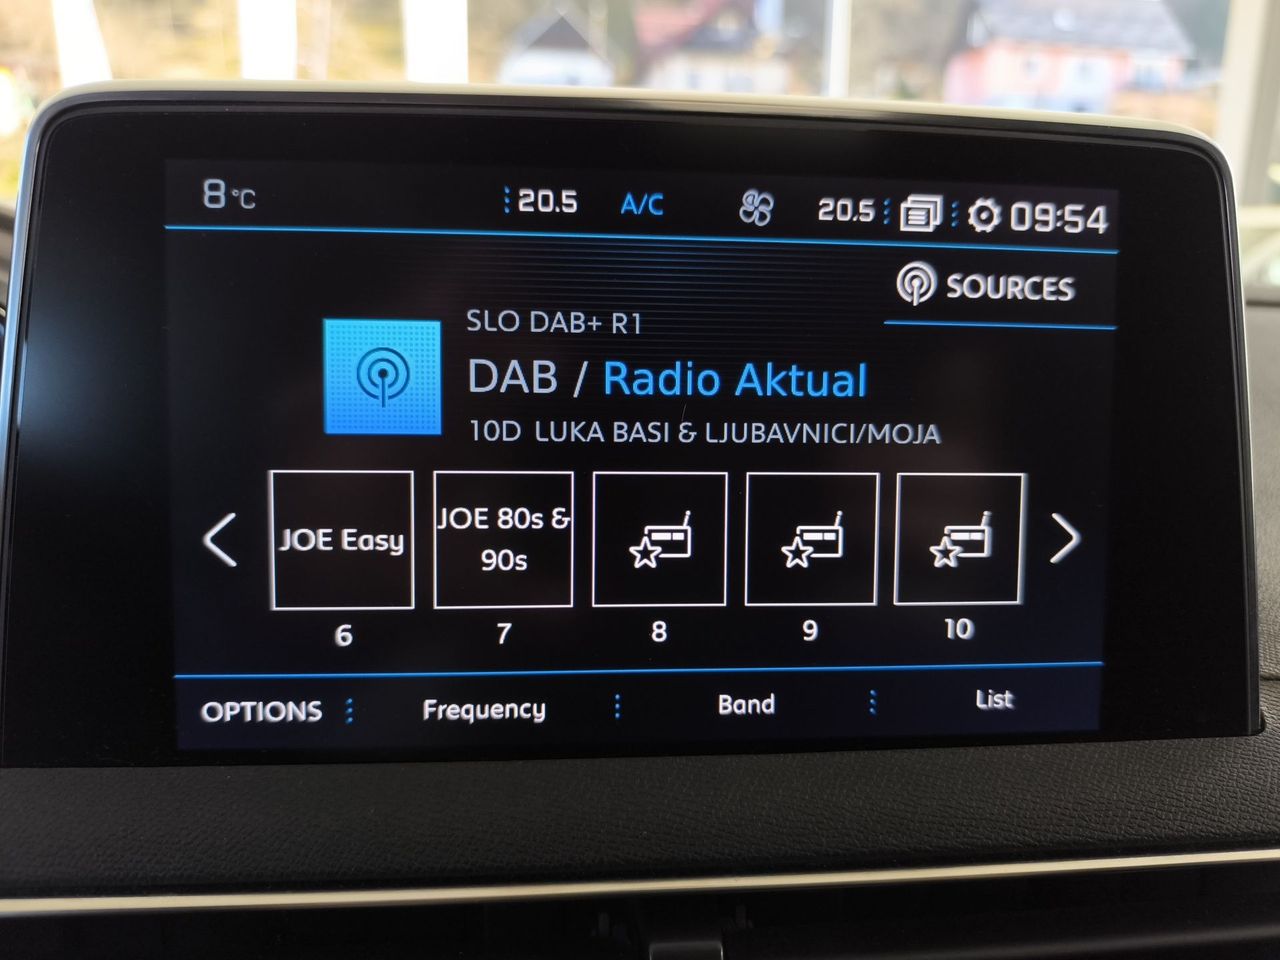 8 °C
20.5
A/C
20.5
09:54
SOURCES
SLO DAB+ R1
DAB / Radio Aktual
10D LUKA BASI & LJUBAVNICI/MOJA
JOE Easy
JOE 80s &
90s
6
7
8
9
10
OPTIONS
Frequency
Band
List